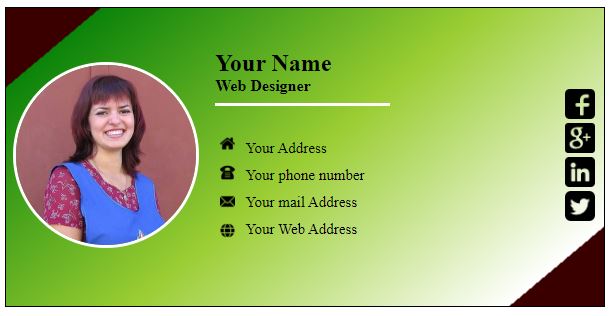 Your Name
Web Designer
Your Address
Your phone number
Your mail Address
Your Web Address
f
g+
in